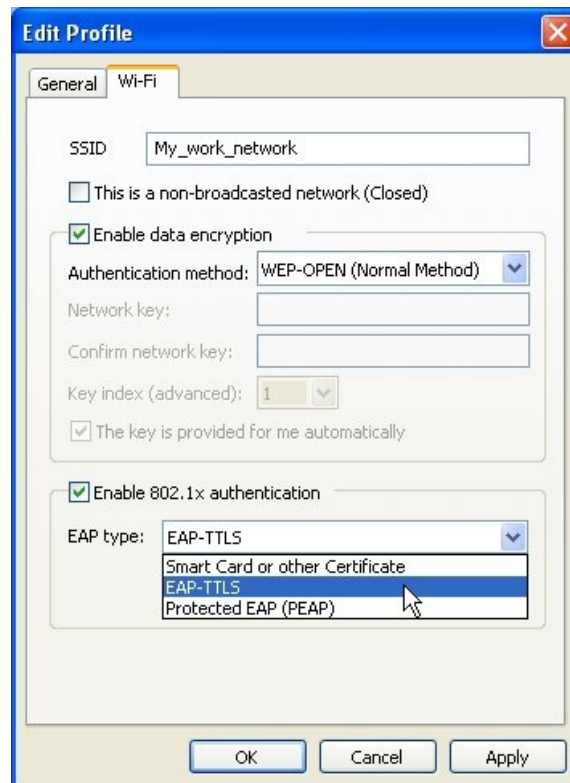 Edit Profile
General Wi-Fi
SSID My_work_network
This is a non-broadcasted network (Closed)
Enable data encryption
Authentication method: WEP-OPEN (Normal Method)
Network key:
Confirm network key:
Key index (advanced): 1
The key is provided for me automatically
Enable 802.1x authentication
EAP type: EAP-TTLS
Smart Card or other Certificate
EAP-TTLS
Protected EAP (PEAP)
OK Cancel Apply